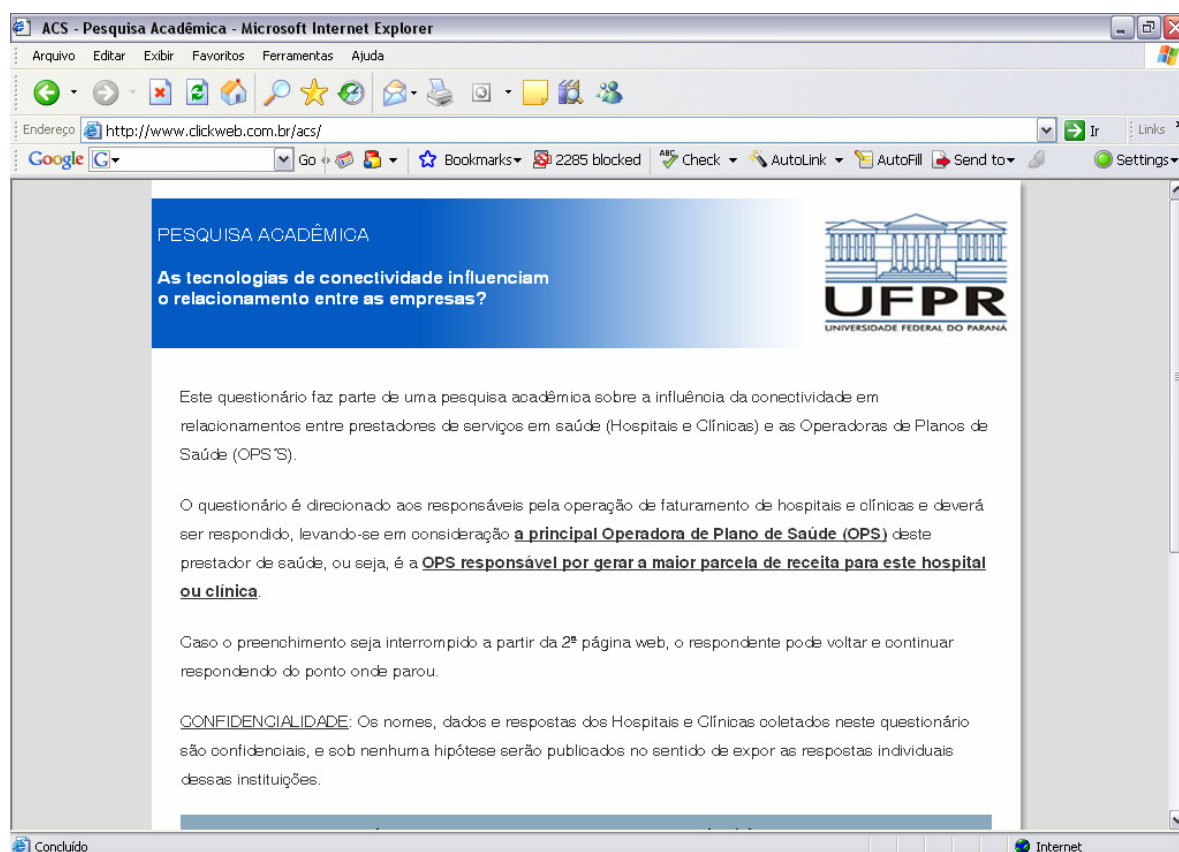 ACS - Pesquisa Acadêmica - Microsoft Internet Explorer
Arquivo Editar Exibir Favoritos Ferramentas Ajuda
Endereço http://www.clickweb.com.br/acs/ Ir Links
Google G Go Bookmarks 2285 blocked ABC Check AutoLink AutoFill Send to Settings
PESQUISA ACADÊMICA
As tecnologias de conectividade influenciam
o relacionamento entre as empresas?
UFPR
UNIVERSIDADE FEDERAL DO PARANÁ
Este questionário faz parte de uma pesquisa acadêmica sobre a influência da conectividade em
relacionamentos entre prestadores de serviços em saúde (Hospitais e Clínicas) e as Operadoras de Planos de
Saúde (OPS´S).
O questionário é direcionado aos responsáveis pela operação de faturamento de hospitais e clínicas e deverá
ser respondido, levando-se em consideração a principal Operadora de Plano de Saúde (OPS) deste
prestador de saúde, ou seja, é a OPS responsável por gerar a maior parcela de receita para este hospital
ou clínica.
Caso o preenchimento seja interrompido a partir da 2ª página web, o respondente pode voltar e continuar
respondendo do ponto onde parou.
CONFIDENCIALIDADE: Os nomes, dados e respostas dos Hospitais e Clínicas coletados neste questionário
são confidenciais, e sob nenhuma hipótese serão publicados no sentido de expor as respostas individuais
dessas instituições.
Concluído Internet